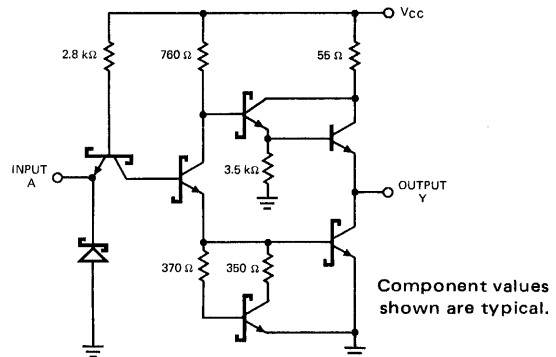 VCC
2.8 kΩ
760 Ω
55 Ω
INPUT
A
3.5 kΩ
OUTPUT
Y
370 Ω
350 Ω
Component values
shown are typical.